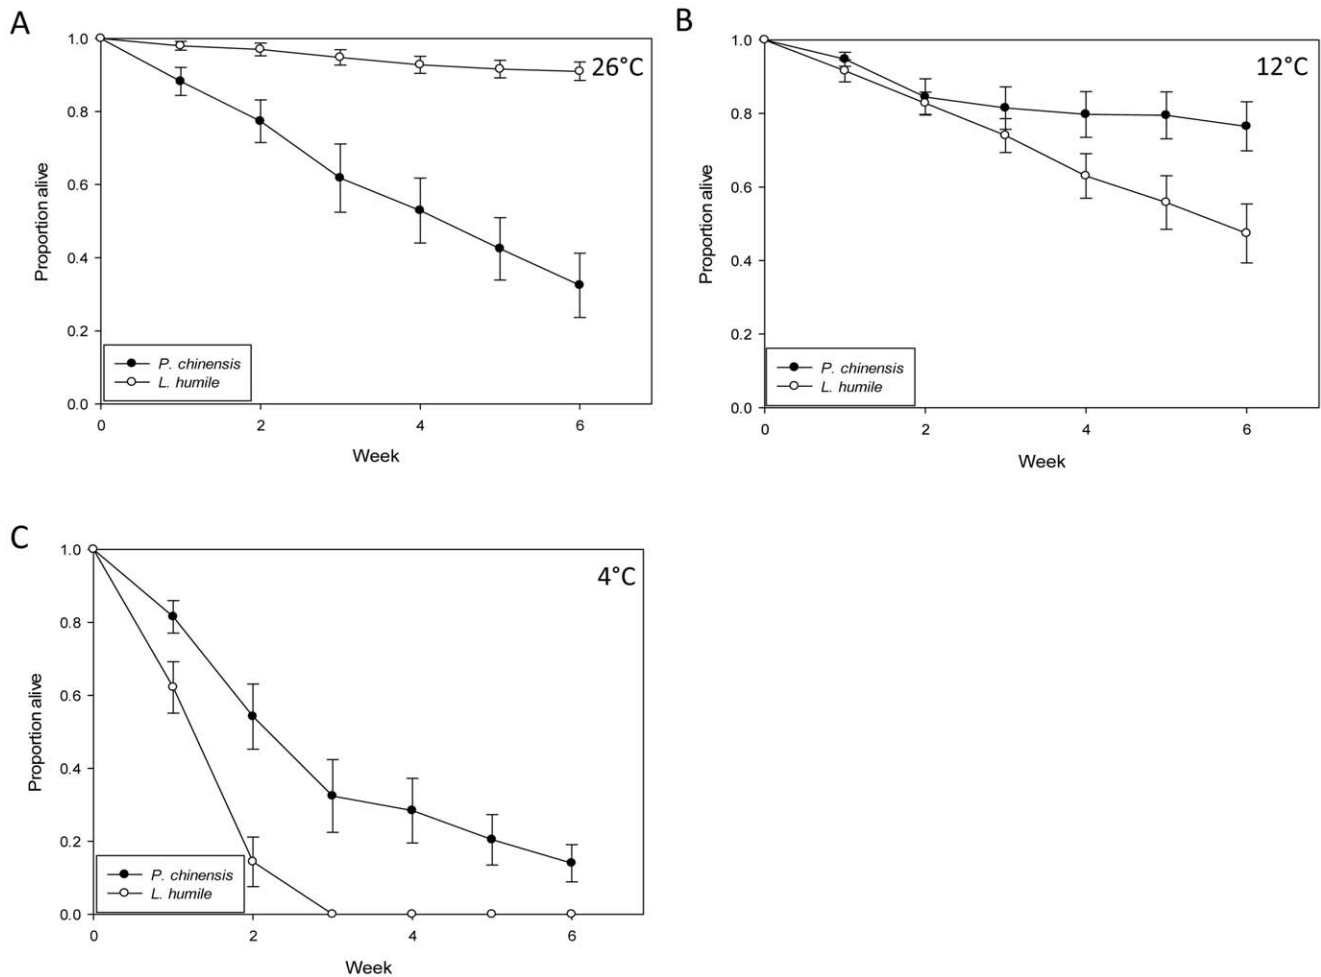 A
26°C
1.0
0.8
0.6
0.4
0.2
0.0
Proportion alive
P. chinensis
L. humile
0 2 4 6
Week
B
12°C
1.0
0.8
0.6
0.4
0.2
0.0
Proportion alive
P. chinensis
L. humile
0 2 4 6
Week
C
4°C
1.0
0.8
0.6
0.4
0.2
0.0
Proportion alive
P. chinensis
L. humile
0 2 4 6
Week